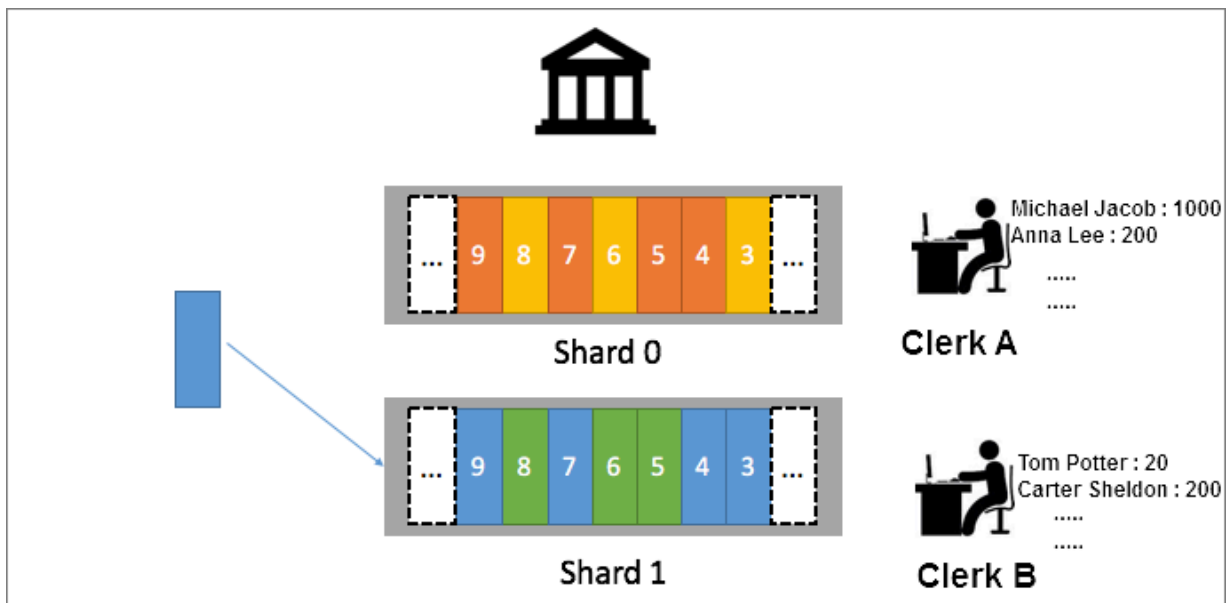 ... 9 8 7 6 5 4 3 ...
Shard 0
Michael Jacob : 1000
Anna Lee : 200
.....
.....
Clerk A
... 9 8 7 6 5 4 3 ...
Shard 1
Tom Potter : 20
Carter Sheldon : 200
.....
.....
Clerk B